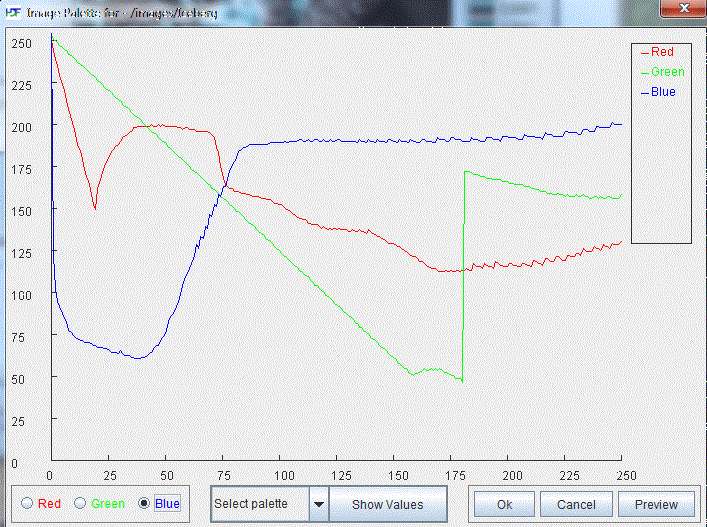 HDF Image Palette for - /images/Iceberg
250
225
200
175
150
125
100
75
50
25
0
0 25 50 75 100 125 150 175 200 225 250
Red
Green
Blue
Red Green Blue Select palette Show Values Ok Cancel Preview